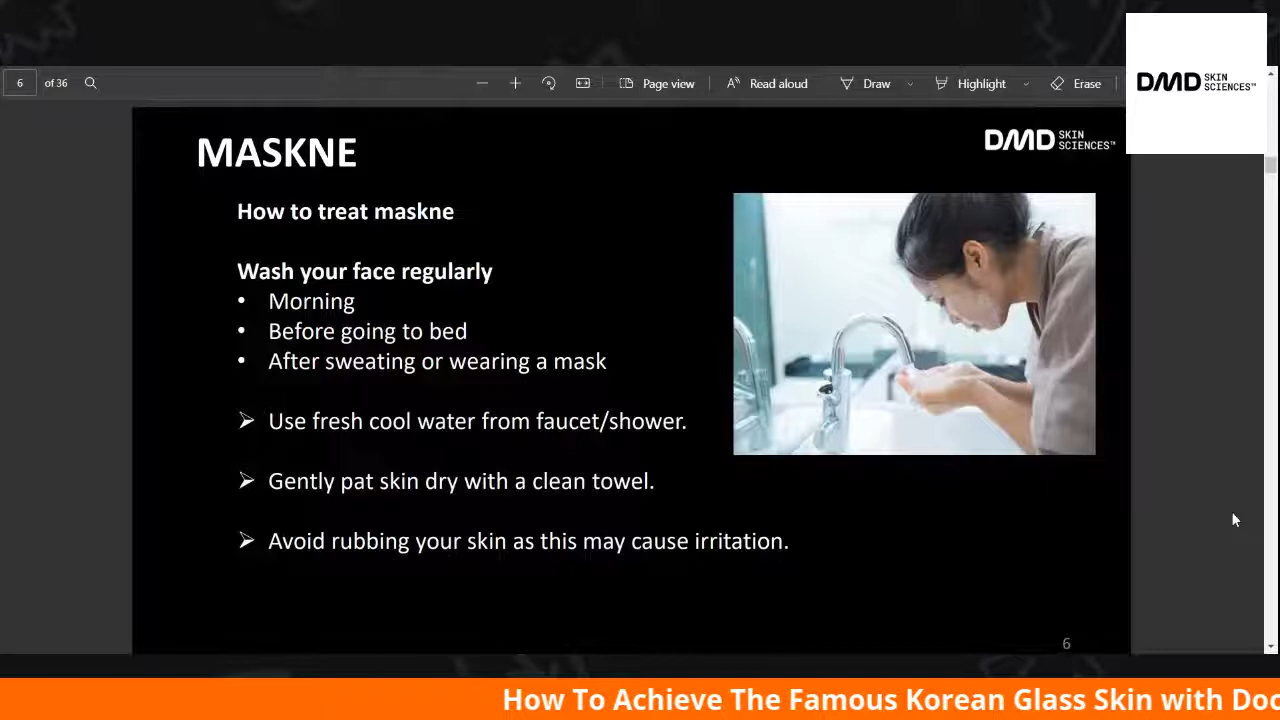 6 of 36
Page view
Read aloud
Draw
Highlight
Erase
DMD SKIN SCIENCES™
MASKNE
DMD SKIN SCIENCES™
How to treat maskne
Wash your face regularly
• Morning
• Before going to bed
• After sweating or wearing a mask
➢ Use fresh cool water from faucet/shower.
➢ Gently pat skin dry with a clean towel.
➢ Avoid rubbing your skin as this may cause irritation.
6
How To Achieve The Famous Korean Glass Skin with Doc